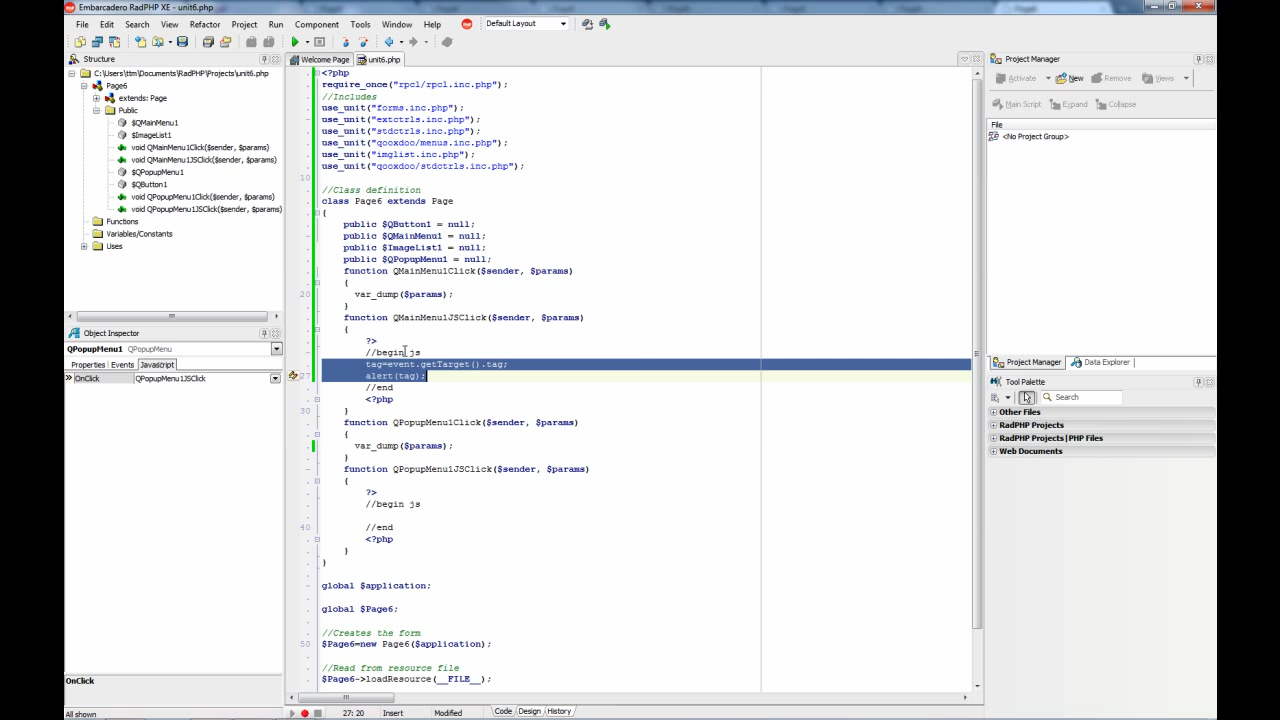 Embarcadero RadPHP XE - unit6.php
File Edit Search View Refactor Project Run Component Tools Window Help Default Layout
Structure
C:\Users\ttm\Documents\RadPHP\Projects\unit6.php
Page6
extends: Page
Public
$QMainMenu1
$ImageList1
void QMainMenu1Click($sender, $params)
void QMainMenu1JSClick($sender, $params)
$QPopupMenu1
$QButton1
void QPopupMenu1Click($sender, $params)
void QPopupMenu1JSClick($sender, $params)
Functions
Variables/Constants
Uses
Object Inspector
QPopupMenu1 QPopupMenu
Properties Events Javascript
OnClick QPopupMenu1JSClick
OnClick
All shown
Welcome Page unit6.php
<?php
require_once("rpcl/rpcl.inc.php");
//Includes
use_unit("forms.inc.php");
use_unit("extctrls.inc.php");
use_unit("stdctrls.inc.php");
use_unit("qooxdoo/menus.inc.php");
use_unit("imglist.inc.php");
use_unit("qooxdoo/stdctrls.inc.php");
10
//Class definition
class Page6 extends Page
{
public $QButton1 = null;
public $QMainMenu1 = null;
public $ImageList1 = null;
public $QPopupMenu1 = null;
function QMainMenu1Click($sender, $params)
{
20 var_dump($params);
}
function QMainMenu1JSClick($sender, $params)
{
?>
//begin js
tag=event.getTarget().tag;
27 alert(tag);
//end
<?php
30 }
function QPopupMenu1Click($sender, $params)
{
var_dump($params);
}
function QPopupMenu1JSClick($sender, $params)
{
?>
//begin js
40 //end
<?php
}
}
global $application;
global $Page6;
//Creates the form
50 $Page6=new Page6($application);
//Read from resource file
$Page6->loadResource(__FILE__);
27: 20 Insert Modified Code Design History
Project Manager
Activate New Remove Views
Main Script Expand Collapse
File
<No Project Group>
Project Manager Data Explorer
Tool Palette
Search
Other Files
RadPHP Projects
RadPHP Projects|PHP Files
Web Documents